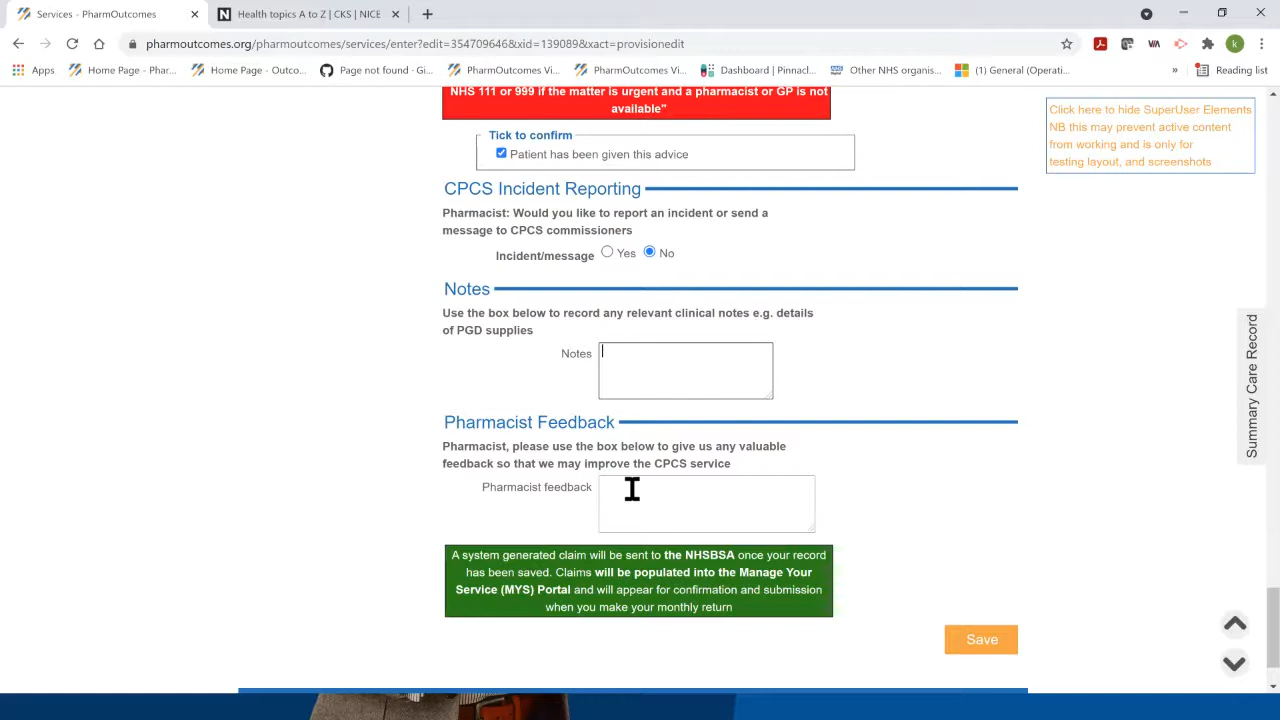 Services - PharmOutcomes
Health topics A to Z | CKS | NICE
pharmoutcomes.org/pharmoutcomes/services/enter?edit=354709646&xid=139089&xact=provisionedit
Apps
Home Page - Phar...
Home Page - Outco...
Page not found · Gi...
PharmOutcomes Vi...
PharmOutcomes Vi...
Dashboard | Pinnacl...
Other NHS organis...
(1) General (Operati...
»
Reading list
NHS 111 or 999 if the matter is urgent and a pharmacist or GP is not
available"
Click here to hide SuperUser Elements
NB this may prevent active content
from working and is only for
testing layout, and screenshots
Tick to confirm
Patient has been given this advice
CPCS Incident Reporting
Pharmacist: Would you like to report an incident or send a
message to CPCS commissioners
Incident/message Yes No
Notes
Use the box below to record any relevant clinical notes e.g. details
of PGD supplies
Notes
Summary Care Record
Pharmacist Feedback
Pharmacist, please use the box below to give us any valuable
feedback so that we may improve the CPCS service
Pharmacist feedback
A system generated claim will be sent to the NHSBSA once your record
has been saved. Claims will be populated into the Manage Your
Service (MYS) Portal and will appear for confirmation and submission
when you make your monthly return
Save